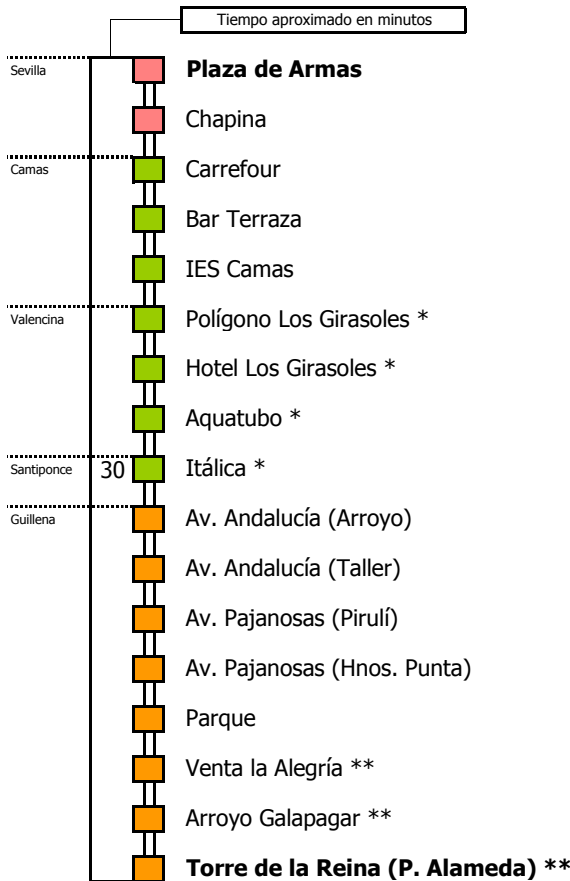 Tiempo aproximado en minutos
Sevilla
Plaza de Armas
Chapina
Camas
Carrefour
Bar Terraza
IES Camas
Valencina
Polígono Los Girasoles *
Hotel Los Girasoles *
Aquatubo *
Santiponce
30
Itálica *
Guillena
Av. Andalucía (Arroyo)
Av. Andalucía (Taller)
Av. Pajanosas (Pirulí)
Av. Pajanosas (Hnos. Punta)
Parque
Venta la Alegría **
Arroyo Galapagar **
Torre de la Reina (P. Alameda) **